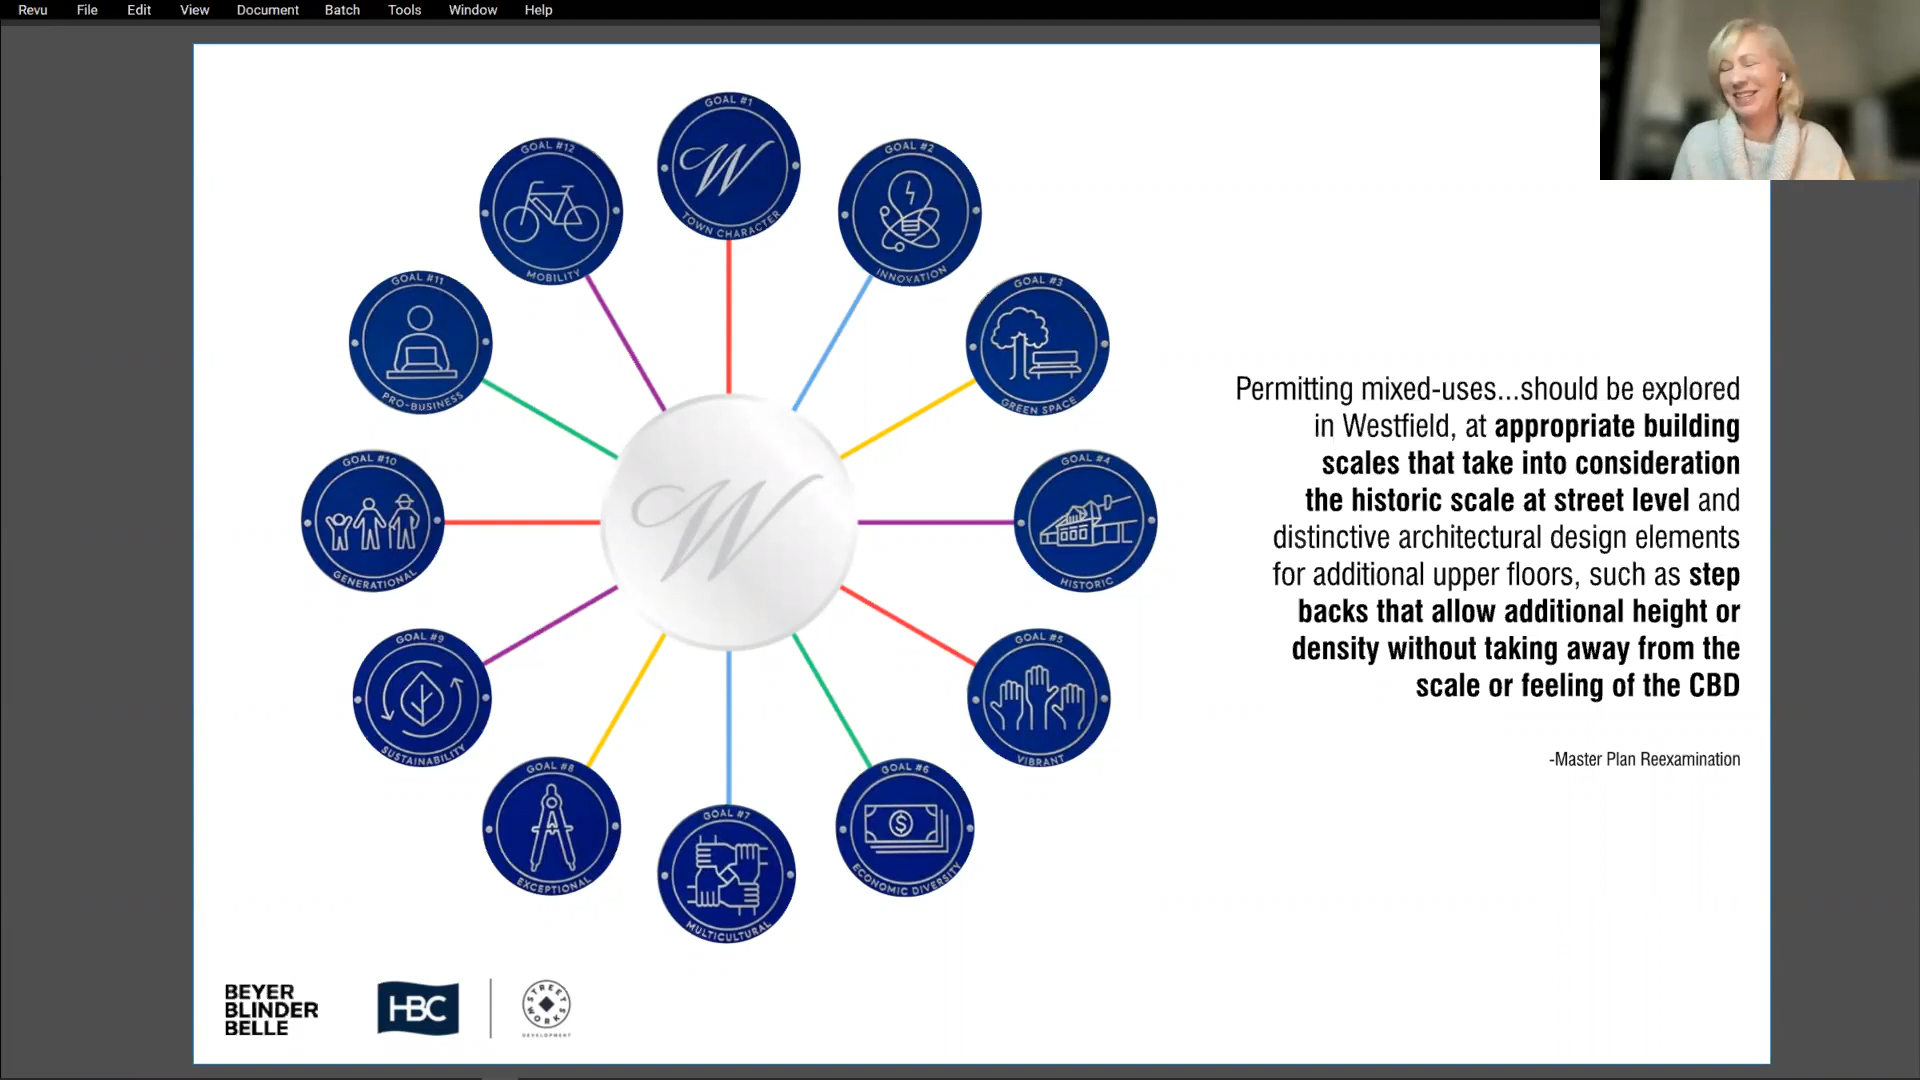 Revu File Edit View Document Batch Tools Window Help
GOAL #1
W
TOWN CHARACTER
GOAL #2
INNOVATION
GOAL #3
GREEN SPACE
GOAL #4
HISTORIC
GOAL #5
VIBRANT
GOAL #6
$
ECONOMIC DIVERSITY
GOAL #7
MULTICULTURAL
GOAL #8
EXCEPTIONAL
GOAL #9
SUSTAINABILITY
GOAL #10
GENERATIONAL
GOAL #11
PRO-BUSINESS
GOAL #12
MOBILITY
W
Permitting mixed-uses...should be explored
in Westfield, at appropriate building
scales that take into consideration
the historic scale at street level and
distinctive architectural design elements
for additional upper floors, such as step
backs that allow additional height or
density without taking away from the
scale or feeling of the CBD
-Master Plan Reexamination
BEYER
BLINDER
BELLE
HBC
STREET
WORKS
DEVELOPMENT